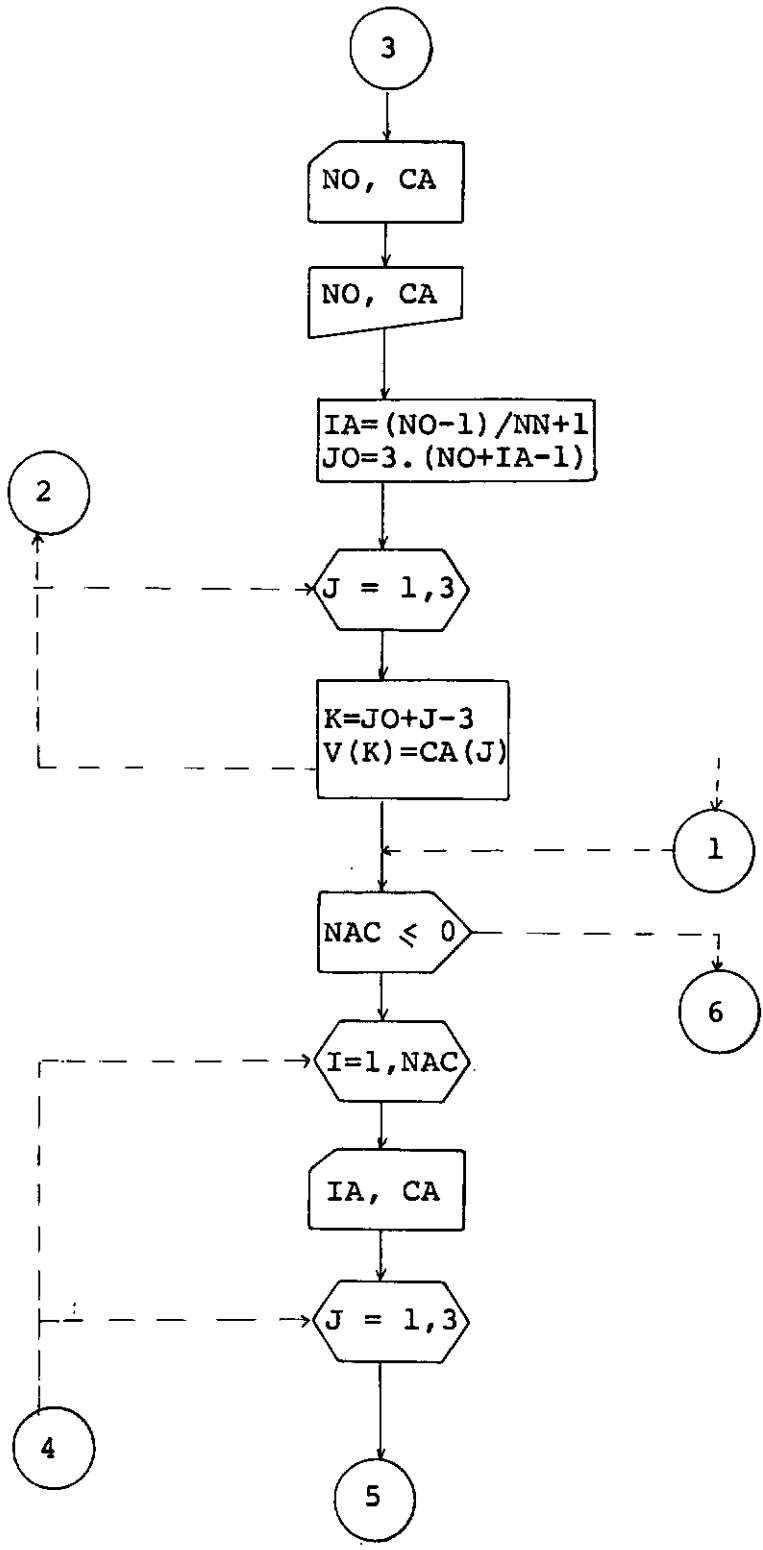 3
NO, CA
NO, CA
IA=(NO-1)/NN+1
JO=3.(NO+IA-1)
2
J = 1,3
K=JO+J-3
V(K)=CA(J)
1
NAC ⩽ 0
6
I=1,NAC
IA, CA
J = 1,3
4
5